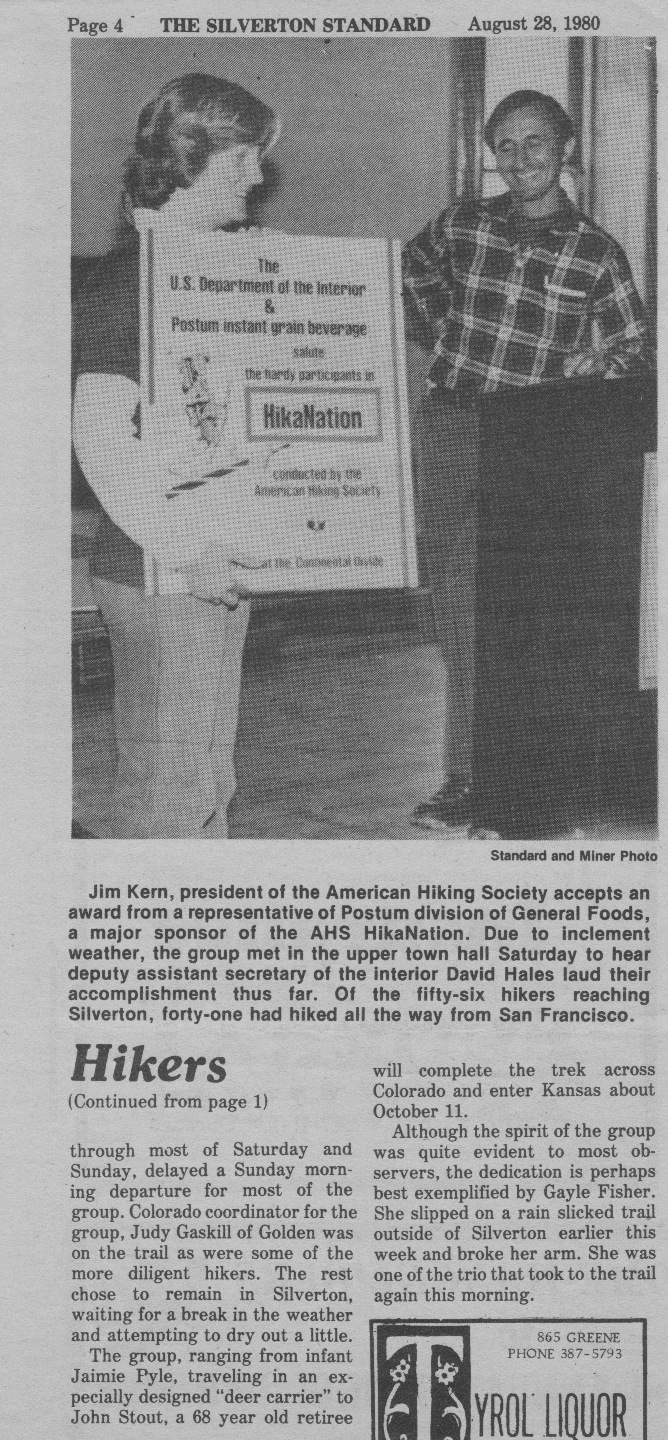 Page 4 THE SILVERTON STANDARD August 28, 1980
The
U.S. Department of the Interior
&
Postum instant grain beverage
salute
the hardy participants in
HikaNation
conducted by the
American Hiking Society
at the Continental Divide
Standard and Miner Photo
Jim Kern, president of the American Hiking Society accepts an
award from a representative of Postum division of General Foods,
a major sponsor of the AHS HikaNation. Due to inclement
weather, the group met in the upper town hall Saturday to hear
deputy assistant secretary of the interior David Hales laud their
accomplishment thus far. Of the fifty-six hikers reaching
Silverton, forty-one had hiked all the way from San Francisco.
Hikers
(Continued from page 1)
through most of Saturday and
Sunday, delayed a Sunday morn-
ing departure for most of the
group. Colorado coordinator for the
group, Judy Gaskill of Golden was
on the trail as were some of the
more diligent hikers. The rest
chose to remain in Silverton,
waiting for a break in the weather
and attempting to dry out a little.
The group, ranging from infant
Jaimie Pyle, traveling in an ex-
pecially designed "deer carrier" to
John Stout, a 68 year old retiree
will complete the trek across
Colorado and enter Kansas about
October 11.
Although the spirit of the group
was quite evident to most ob-
servers, the dedication is perhaps
best exemplified by Gayle Fisher.
She slipped on a rain slicked trail
outside of Silverton earlier this
week and broke her arm. She was
one of the trio that took to the trail
again this morning.
865 GREENE
PHONE 387-5793
TYROL LIQUOR